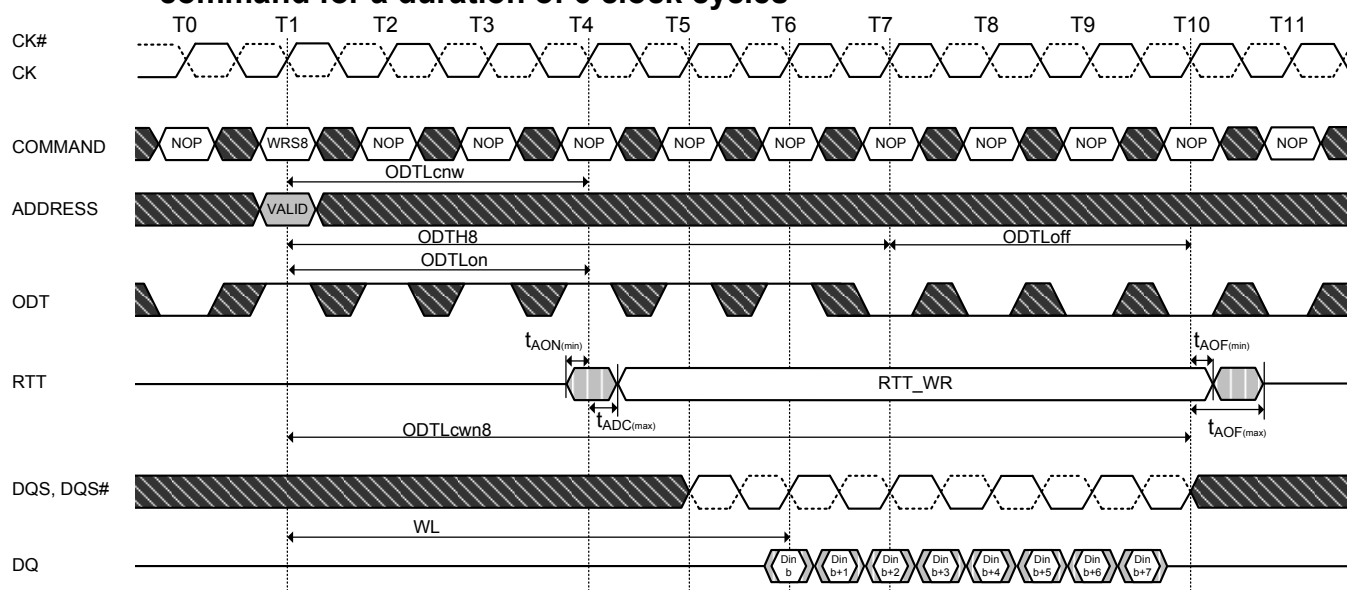 command for a duration of 6 clock cycles
T0 T1 T2 T3 T4 T5 T6 T7 T8 T9 T10 T11
CK#
CK
COMMAND NOP WRS8 NOP NOP NOP NOP NOP NOP NOP NOP NOP NOP
ODTLcnw
ADDRESS VALID
ODTH8 ODTLoff
ODTLon
ODT
tAON(min) tAOF(min)
RTT RTT_WR
tADC(max) tAOF(max)
ODTLcwn8
DQS, DQS#
WL
DQ Din b Din b+1 Din b+2 Din b+3 Din b+4 Din b+5 Din b+6 Din b+7